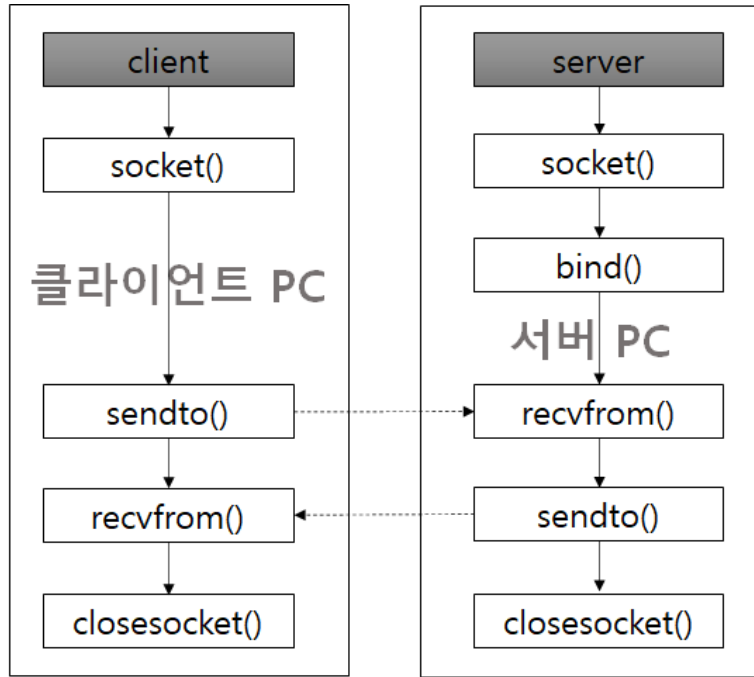 client
socket()
클라이언트 PC
sendto()
recvfrom()
closesocket()
server
socket()
bind()
서버 PC
recvfrom()
sendto()
closesocket()